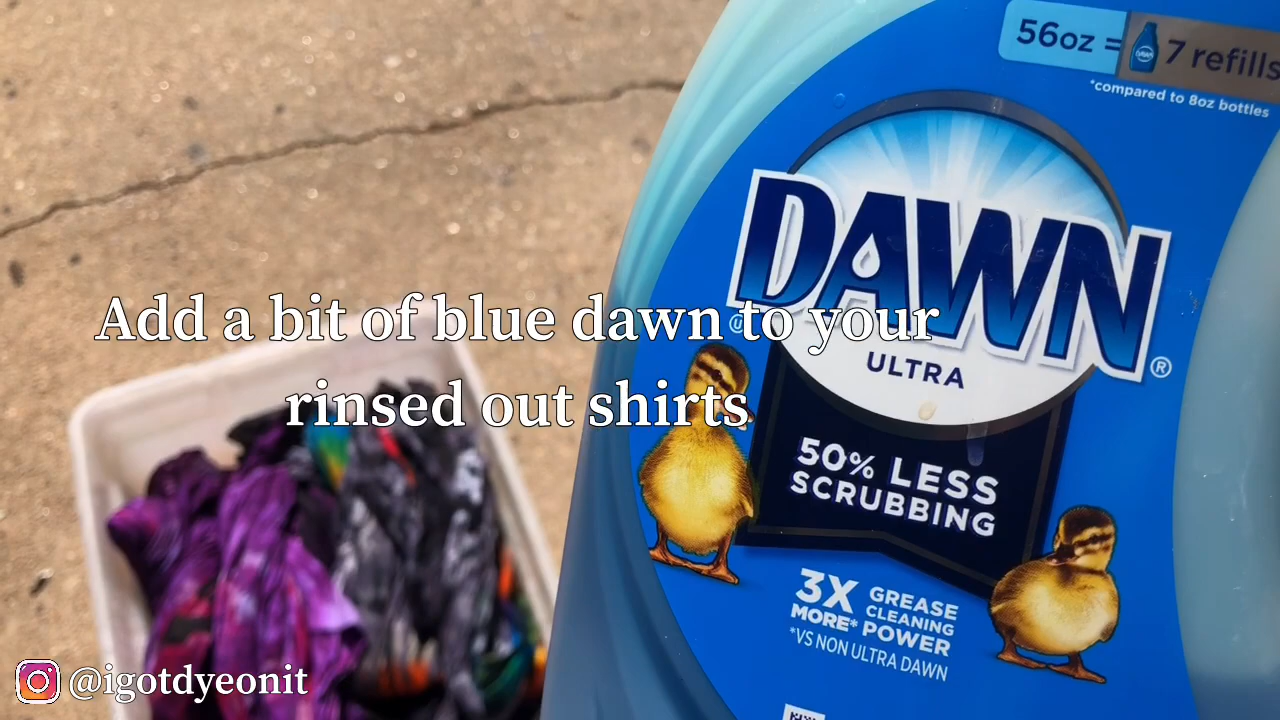 56oz = 7 refills
*compared to 8oz bottles
DAWN
®
ULTRA
Add a bit of blue dawn to your
rinsed out shirts
50% LESS
SCRUBBING
3X
MORE*
GREASE
CLEANING
POWER
*VS NON ULTRA DAWN
@igotdyeonit